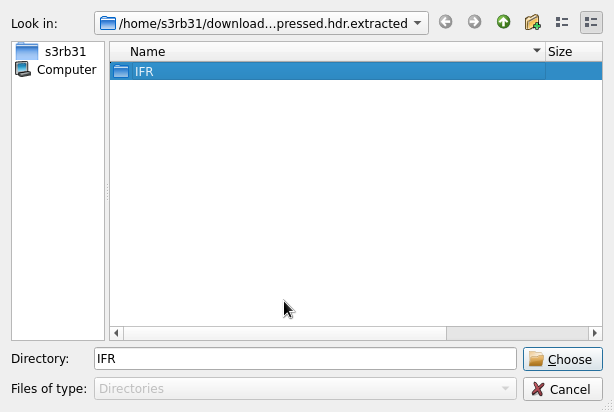 Look in: /home/s3rb31/download...pressed.hdr.extracted
s3rb31
Computer
Name Size
IFR
Directory: IFR Choose
Files of type: Directories Cancel